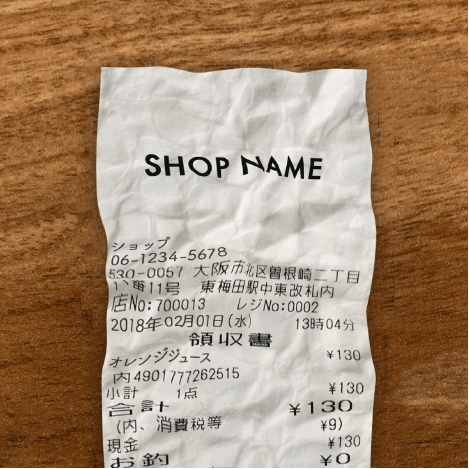 SHOP NAME
ショップ
06-1234-5678
530-0057 大阪市北区曽根崎二丁目
1番11号 東梅田駅中東改札内
店No:700013 レジNo:0002
2018年02月01日(水) 13時04分
領収書
オレンジジュース ¥130
内4901777262515
小計 1点 ¥130
合計 ¥130
(内、消費税等 ¥9)
現金 ¥130
お釣 ¥0